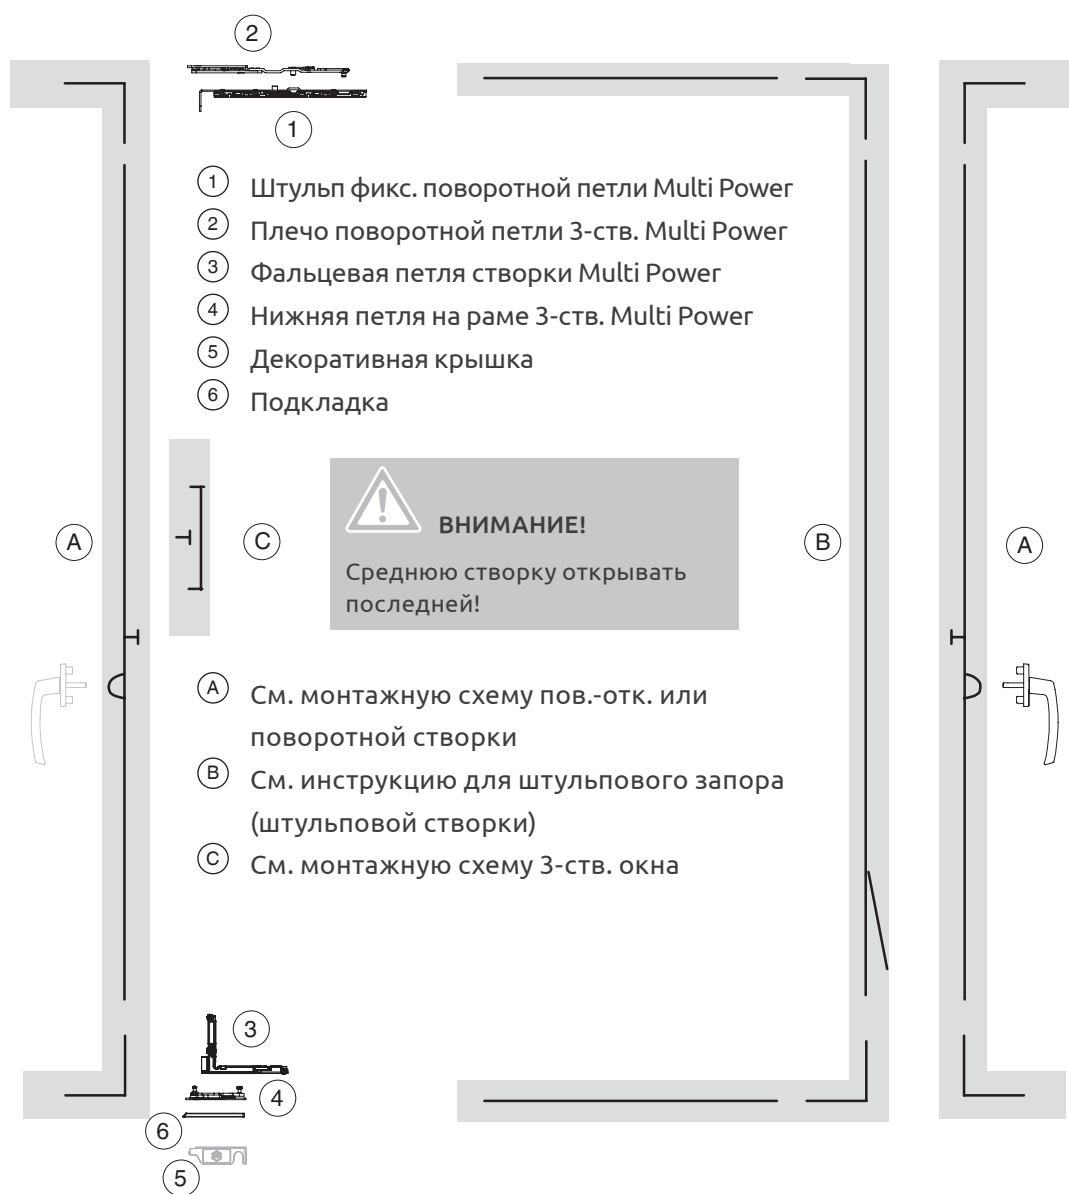 2
1
1 Штульп фикс. поворотной петли Multi Power
2 Плечо поворотной петли 3-ств. Multi Power
3 Фальцевая петля створки Multi Power
4 Нижняя петля на раме 3-ств. Multi Power
5 Декоративная крышка
6 Подкладка
A
C
ВНИМАНИЕ!
Среднюю створку открывать
последней!
B
A
A См. монтажную схему пов.-отк. или
поворотной створки
B См. инструкцию для штульпового запора
(штульповой створки)
C См. монтажную схему 3-ств. окна
3
4
6
5